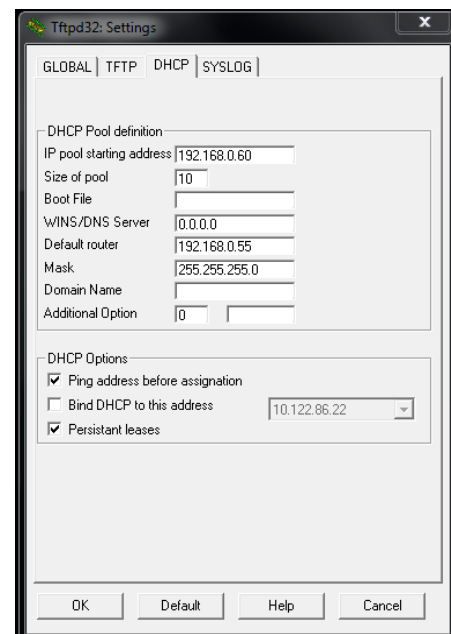 Tftpd32: Settings x
GLOBAL TFTP DHCP SYSLOG
DHCP Pool definition
IP pool starting address 192.168.0.60
Size of pool 10
Boot File
WINS/DNS Server 0.0.0.0
Default router 192.168.0.55
Mask 255.255.255.0
Domain Name
Additional Option 0
DHCP Options
Ping address before assignation
Bind DHCP to this address 10.122.86.22
Persistant leases
OK Default Help Cancel